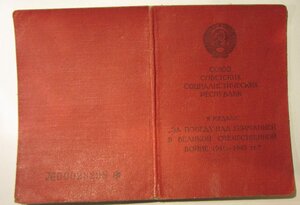 СОЮЗ
СОВЕТСКИХ
СОЦИАЛИСТИЧЕСКИХ
РЕСПУБЛИК
К МЕДАЛИ
„ЗА ПОБЕДУ НАД ГЕРМАНИЕЙ
В ВЕЛИКОЙ ОТЕЧЕСТВЕННОЙ
ВОЙНЕ 1941–1945 гг."